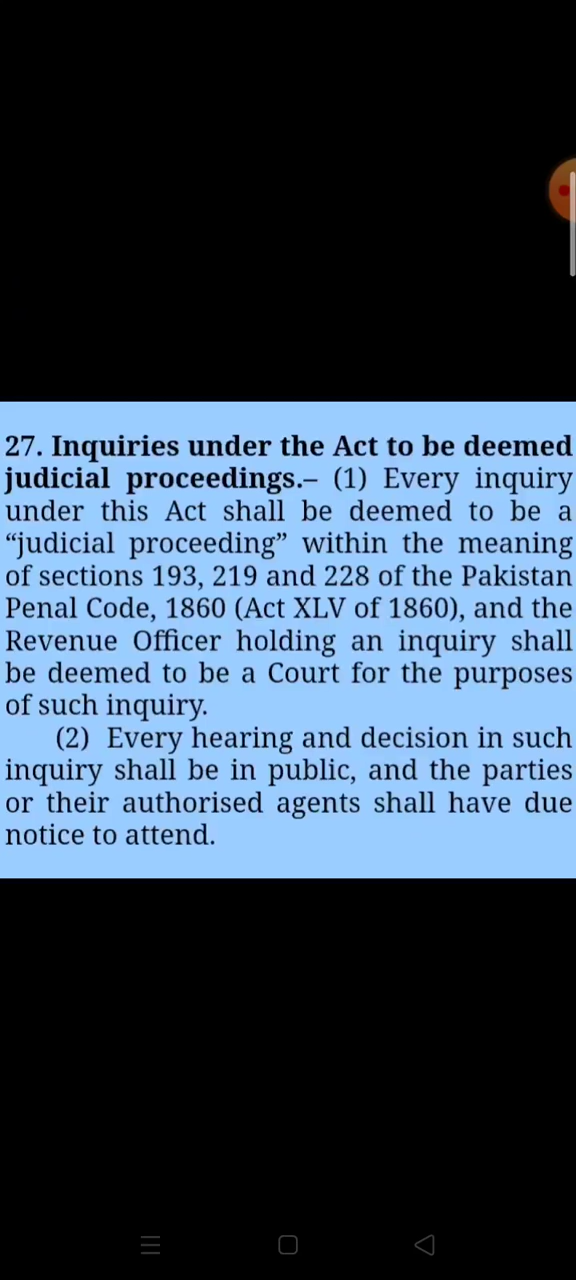 27. Inquiries under the Act to be deemed
judicial proceedings.– (1) Every inquiry
under this Act shall be deemed to be a
“judicial proceeding” within the meaning
of sections 193, 219 and 228 of the Pakistan
Penal Code, 1860 (Act XLV of 1860), and the
Revenue Officer holding an inquiry shall
be deemed to be a Court for the purposes
of such inquiry.
(2) Every hearing and decision in such
inquiry shall be in public, and the parties
or their authorised agents shall have due
notice to attend.